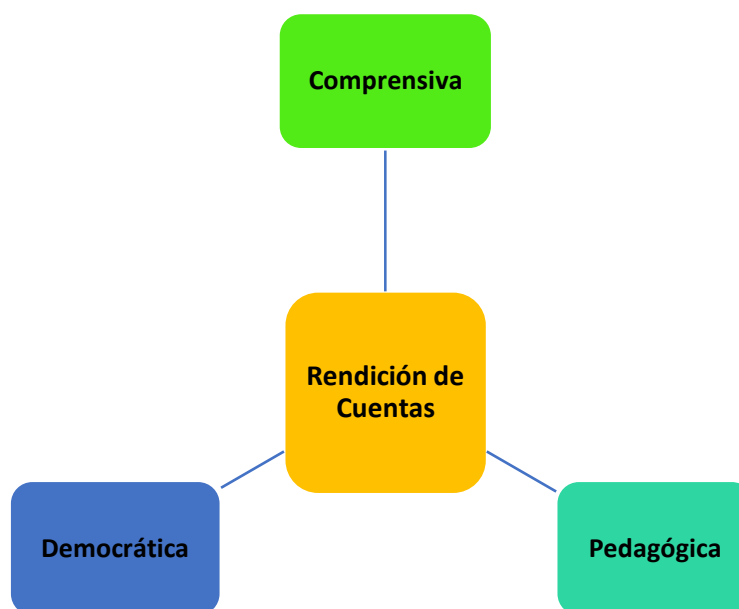 Comprensiva
Rendición de
Cuentas
Democrática
Pedagógica